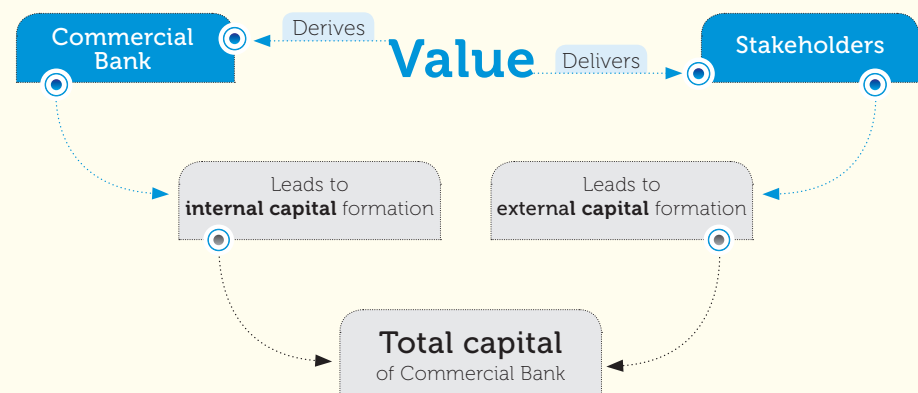 Commercial
Bank
Derives
Value
Delivers
Stakeholders
Leads to
internal capital formation
Leads to
external capital formation
Total capital
of Commercial Bank